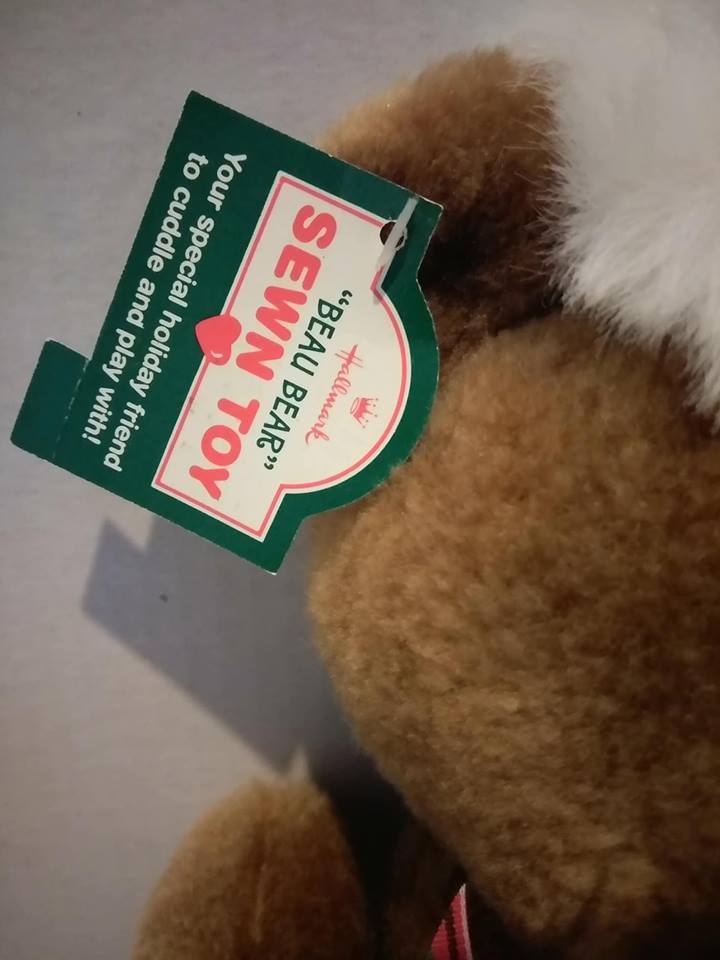 Hallmark
"BEAU BEAR"
SEWN TOY
Your special holiday friend
to cuddle and play with!